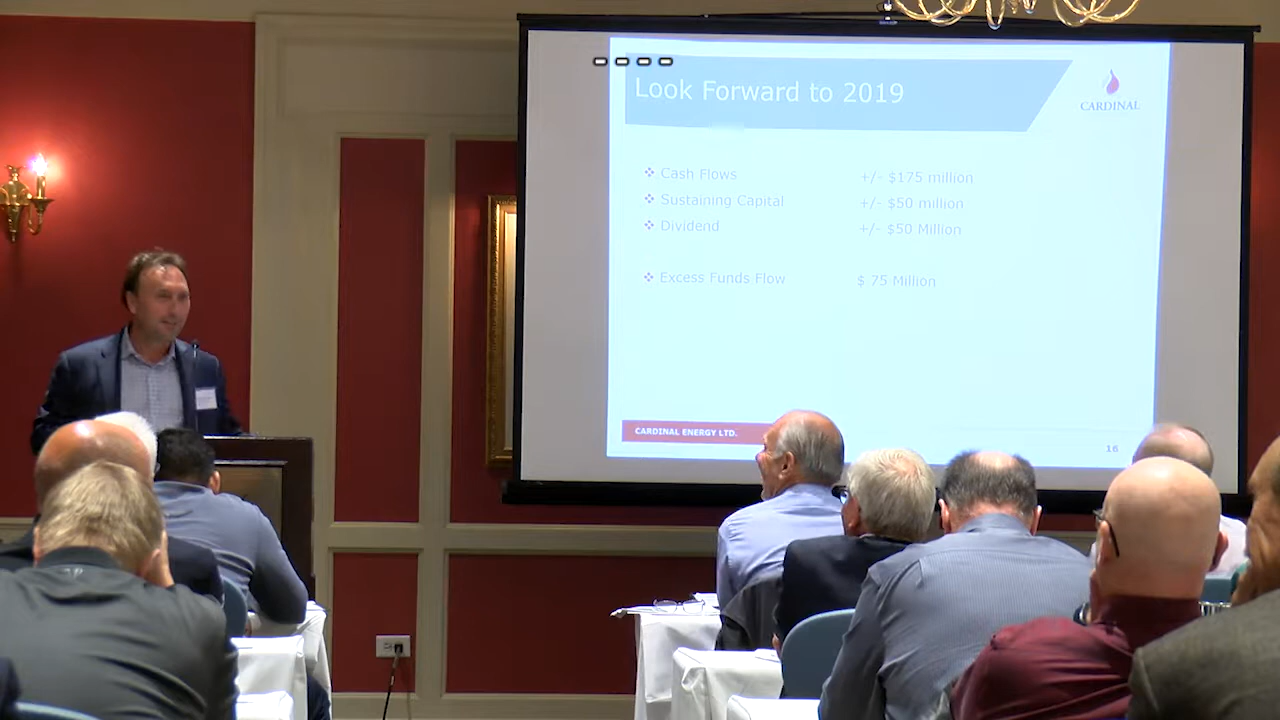 Look Forward to 2019
CARDINAL
❖ Cash Flows +/- $175 million
❖ Sustaining Capital +/- $50 million
❖ Dividend +/- $50 Million
❖ Excess Funds Flow $ 75 Million
CARDINAL ENERGY LTD.
16